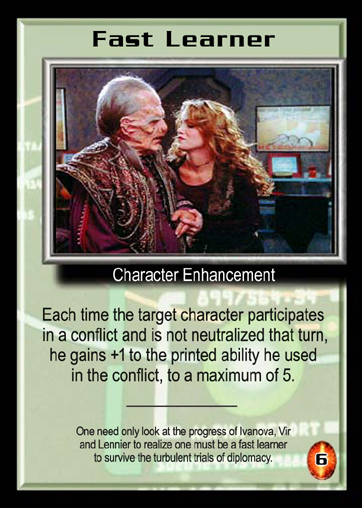 Fast Learner
Character Enhancement
Each time the target character participates
in a conflict and is not neutralized that turn,
he gains +1 to the printed ability he used
in the conflict, to a maximum of 5.
One need only look at the progress of Ivanova, Vir
and Lennier to realize one must be a fast learner
to survive the turbulent trials of diplomacy.
6